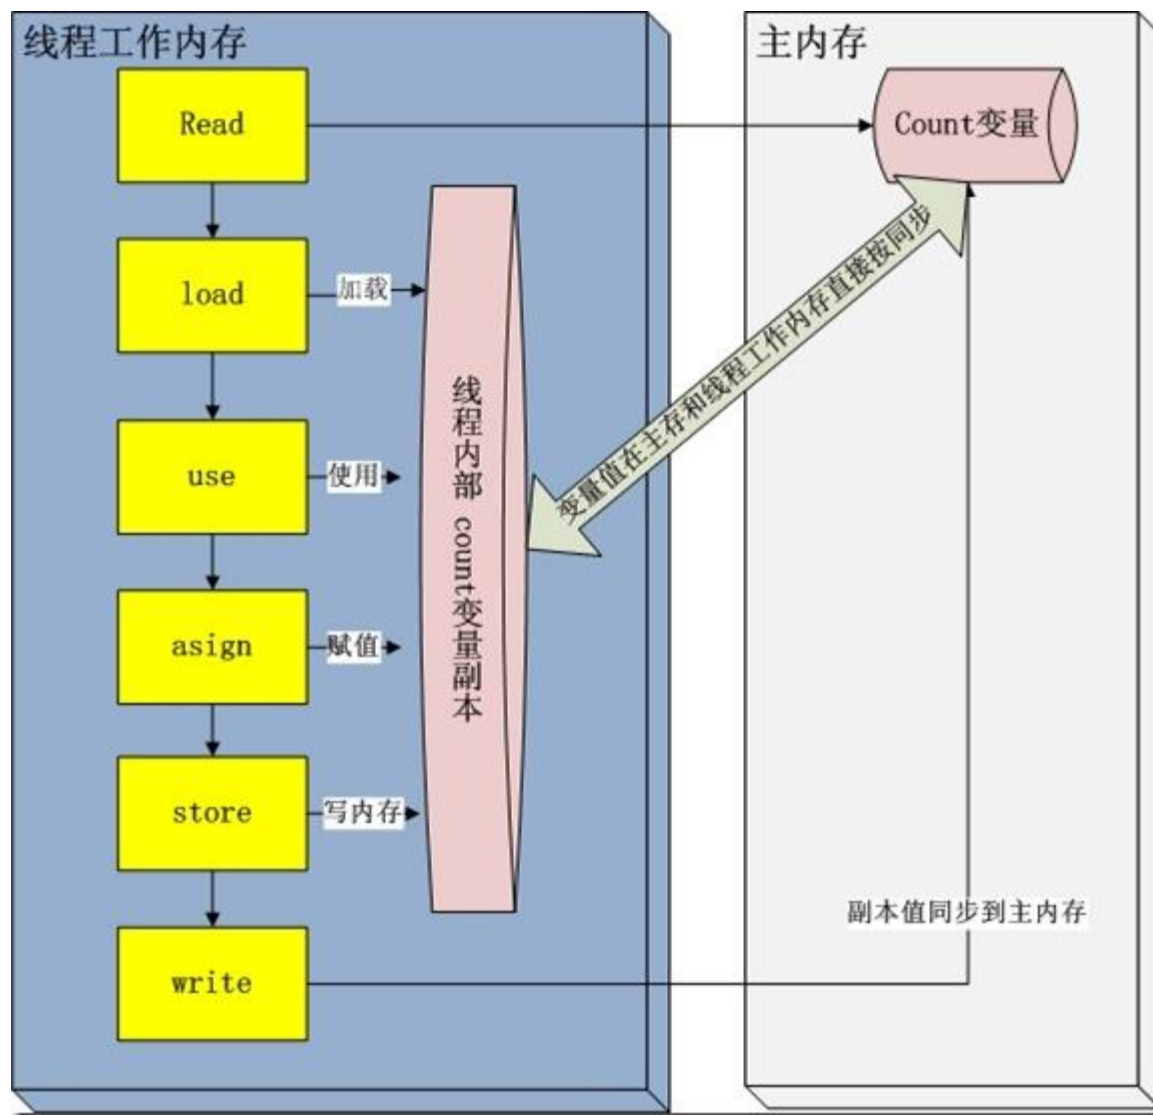 线程工作内存
主内存
Read
Count变量
load
加载
use
使用
asign
赋值
store
写内存
write
线程内部 count变量副本
变量值在主存和线程工作内存直接按同步
副本值同步到主内存